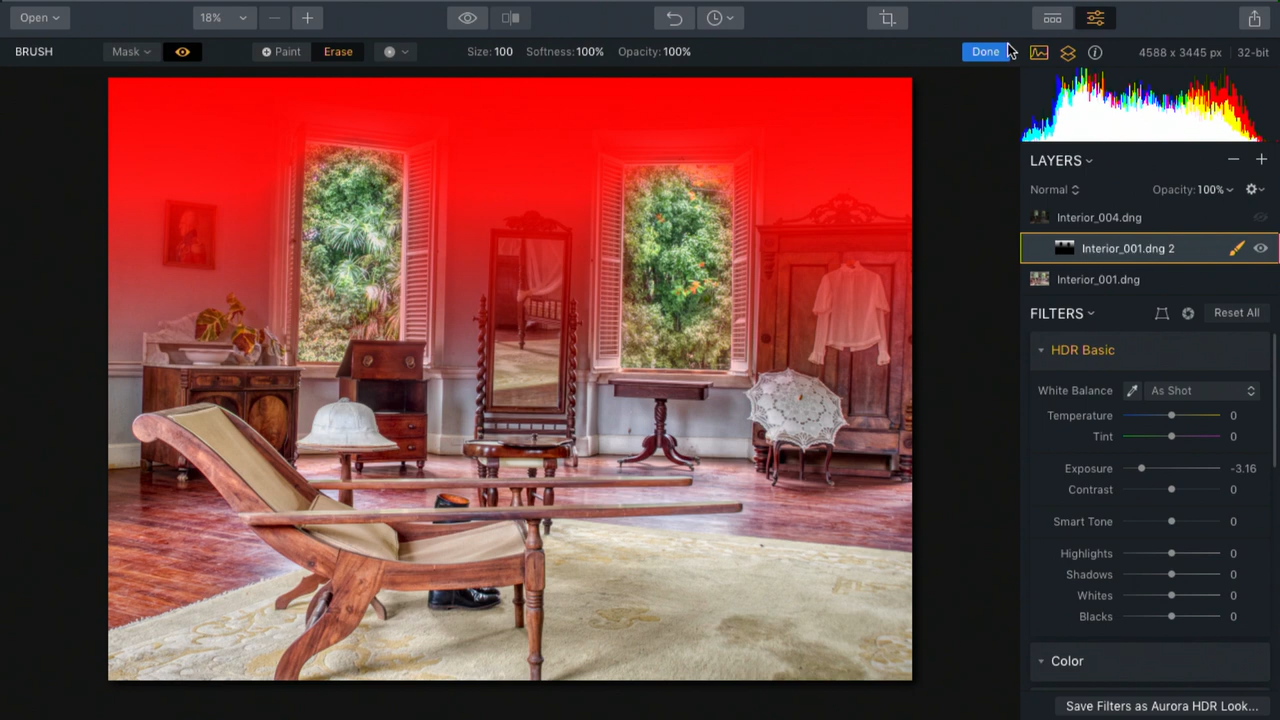 Open
18%
BRUSH
Mask
Paint
Erase
Size: 100
Softness: 100%
Opacity: 100%
Done
4588 x 3445 px
32-bit
LAYERS
Normal
Opacity: 100%
Interior_004.dng
Interior_001.dng 2
Interior_001.dng
FILTERS
Reset All
HDR Basic
White Balance
As Shot
Temperature 0
Tint 0
Exposure -3.16
Contrast 0
Smart Tone 0
Highlights 0
Shadows 0
Whites 0
Blacks 0
Color
Save Filters as Aurora HDR Look...